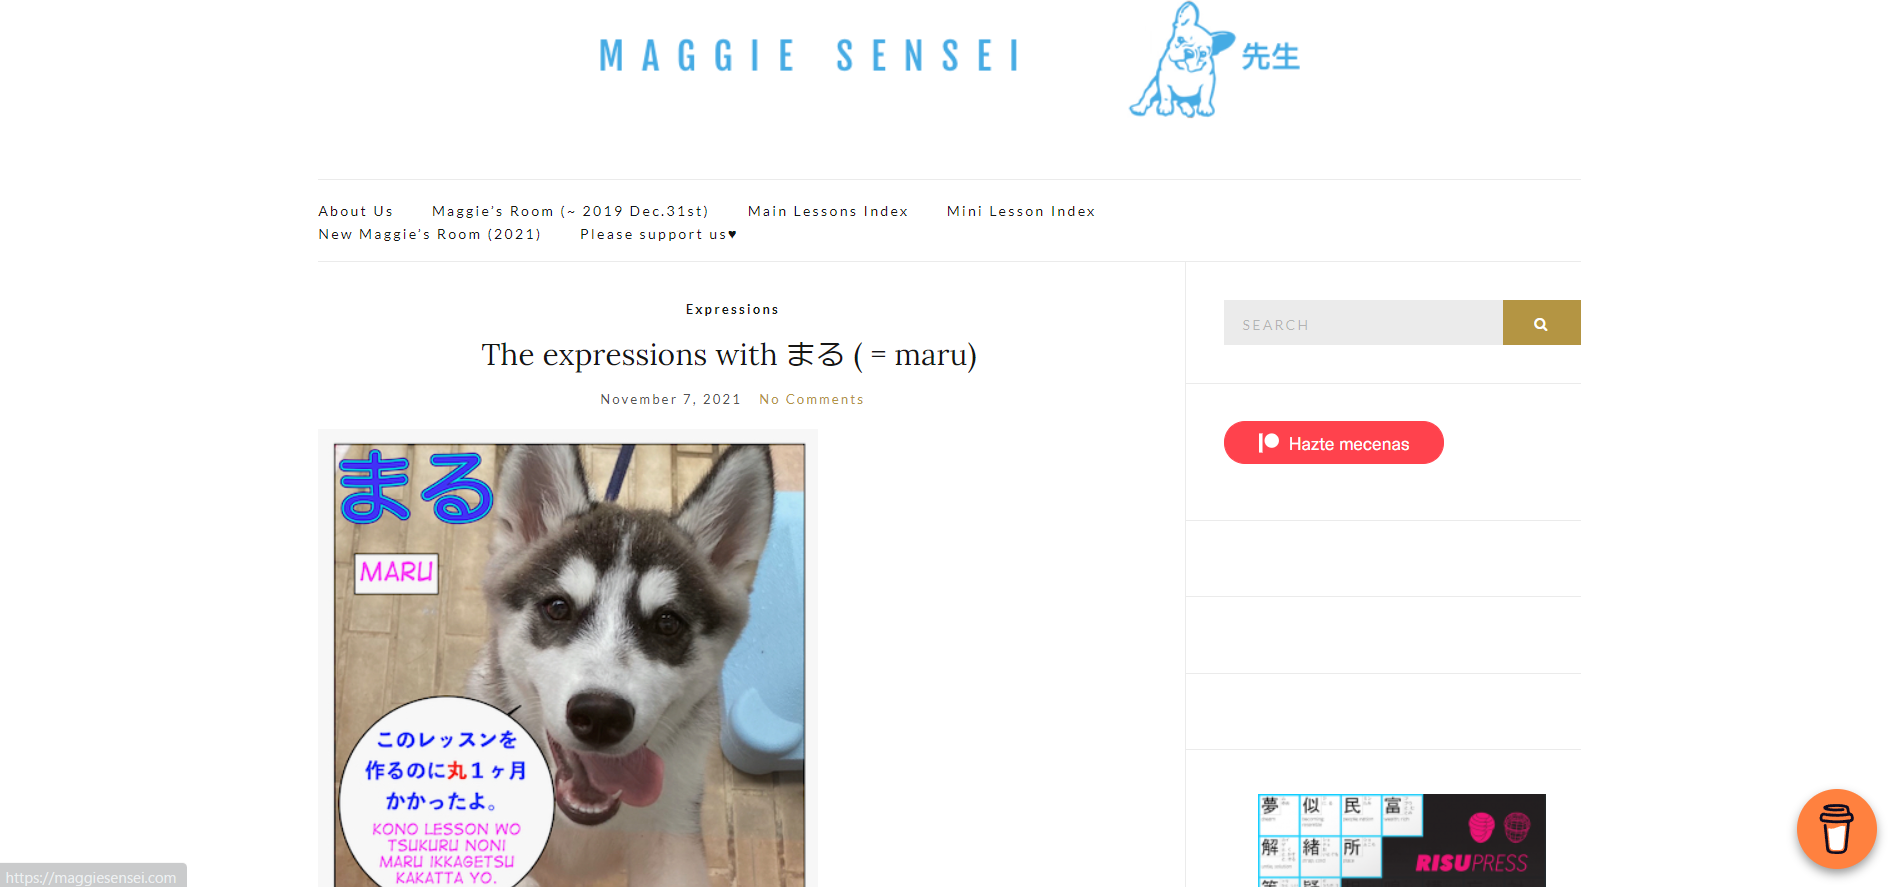 MAGGIE SENSEI 先生
About Us Maggie's Room (~ 2019 Dec.31st) Main Lessons Index Mini Lesson Index
New Maggie's Room (2021) Please support us♥
Expressions
The expressions with まる ( = maru)
November 7, 2021 No Comments
まる
MARU
このレッスンを
作るのに丸１ヶ月
かかったよ。
KONO LESSON WO
TSUKURU NONI
MARU IKKAGETSU
KAKATTA YO.
SEARCH
Hazte mecenas
夢 似 民 富
解 緒 所
RISUPRESS
https://maggiesensei.com